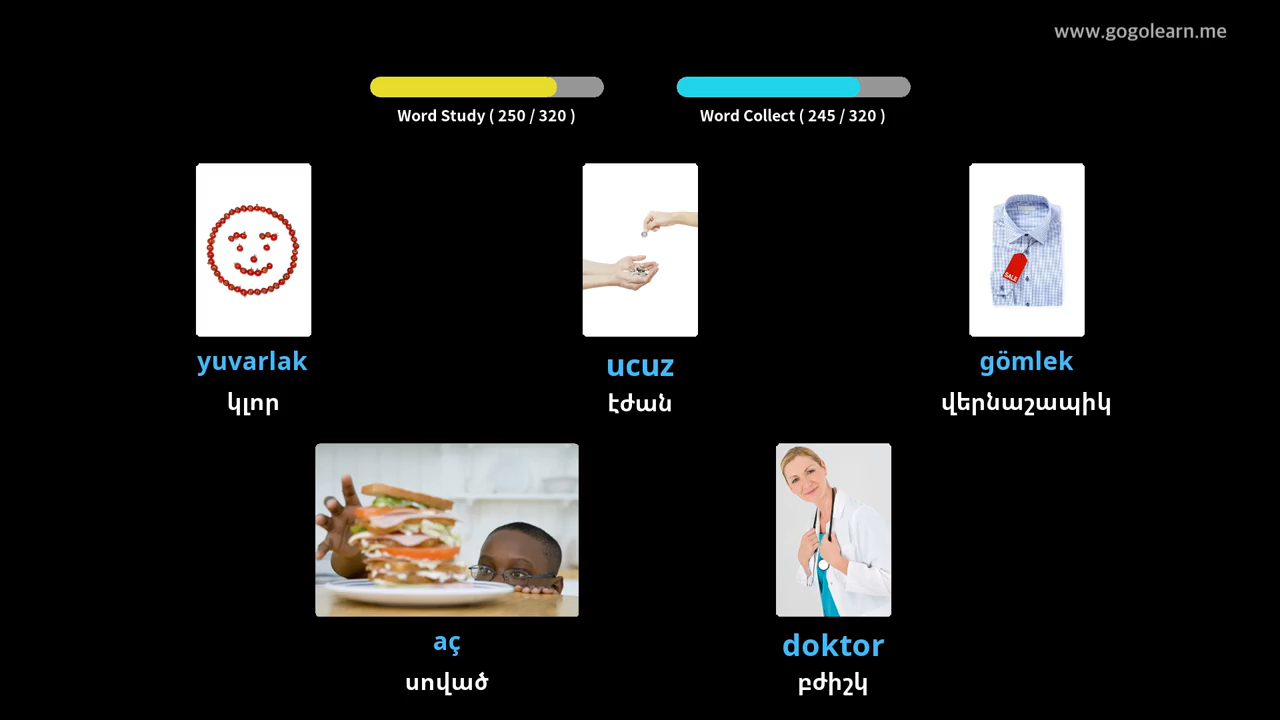 www.gogolearn.me
Word Study ( 250 / 320 )
Word Collect ( 245 / 320 )
SALE
yuvarlak
ucuz
gömlek
կլոր
էժան
վերնաշապիկ
aç
doktor
սոված
բժիշկ